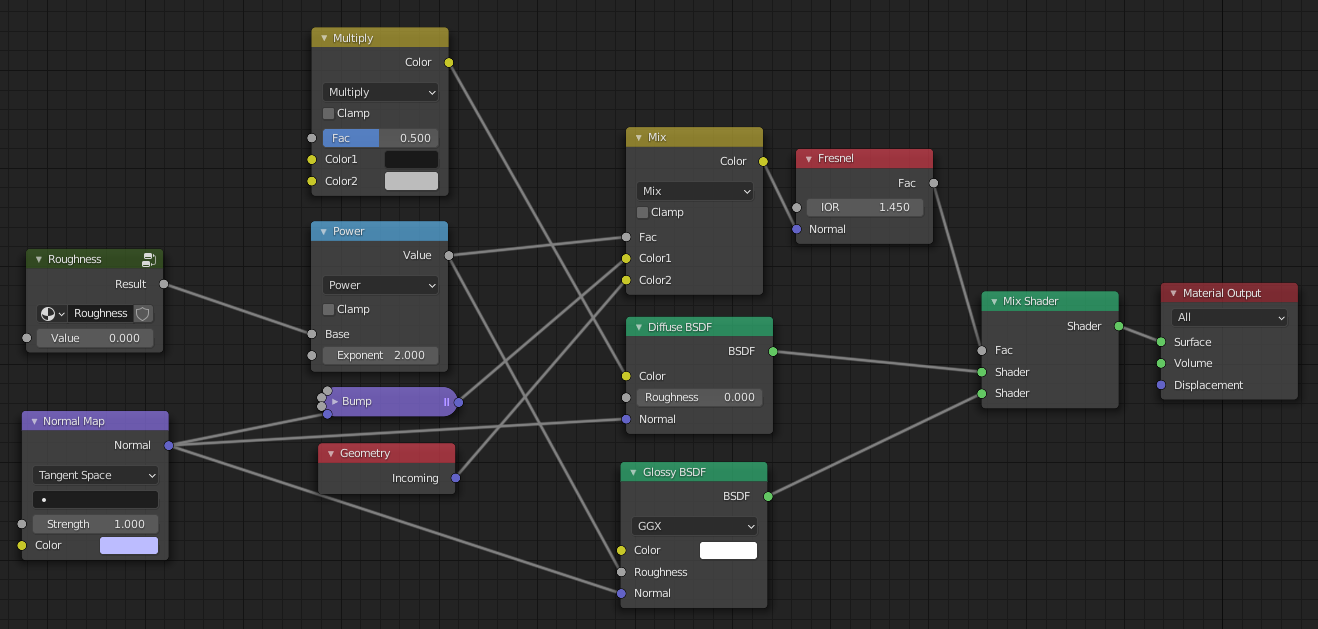 Roughness
Result
Roughness
Value 0.000
Normal Map
Normal
Tangent Space
Strength 1.000
Color
Multiply
Color
Multiply
Clamp
Fac 0.500
Color1
Color2
Power
Value
Power
Clamp
Base
Exponent 2.000
Bump
Geometry
Incoming
Mix
Color
Mix
Clamp
Fac
Color1
Color2
Diffuse BSDF
BSDF
Color
Roughness 0.000
Normal
Glossy BSDF
BSDF
GGX
Color
Roughness
Normal
Fresnel
Fac
IOR 1.450
Normal
Mix Shader
Shader
Fac
Shader
Shader
Material Output
All
Surface
Volume
Displacement